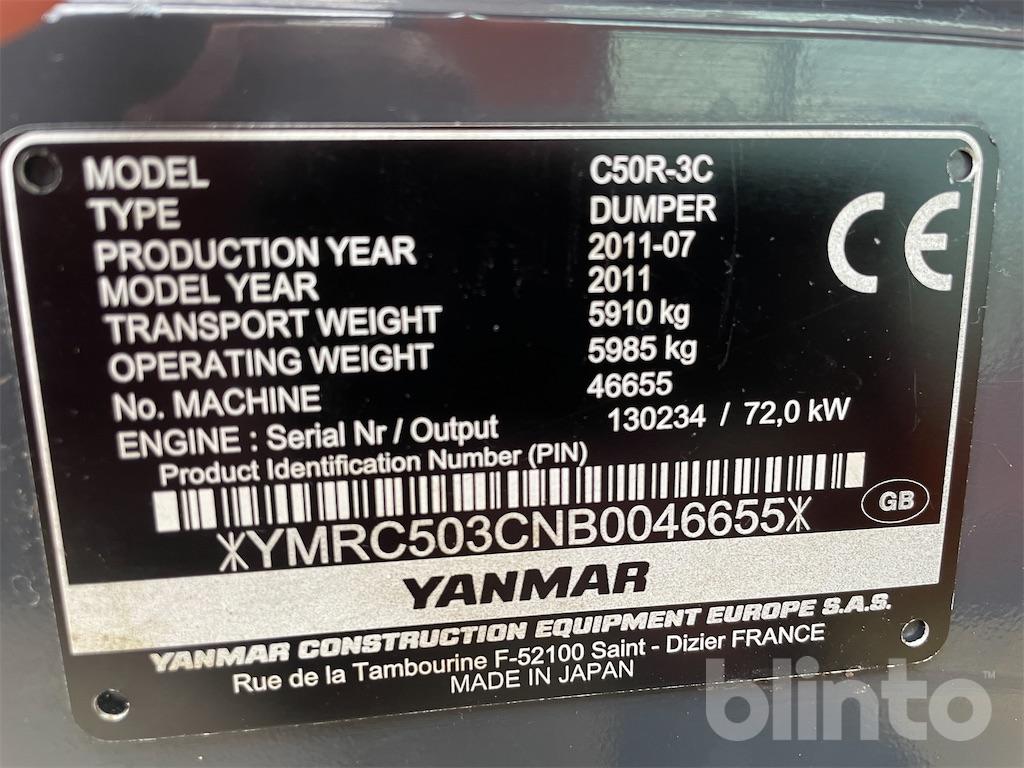 MODEL C50R-3C
TYPE DUMPER
PRODUCTION YEAR 2011-07
MODEL YEAR 2011
TRANSPORT WEIGHT 5910 kg
OPERATING WEIGHT 5985 kg
No. MACHINE 46655
ENGINE : Serial Nr / Output 130234 / 72,0 kW
Product Identification Number (PIN)
*YMRC503CNB0046655*
CE
GB
YANMAR
YANMAR CONSTRUCTION EQUIPMENT EUROPE S.A.S.
Rue de la Tambourine F-52100 Saint - Dizier FRANCE
MADE IN JAPAN
blinto™